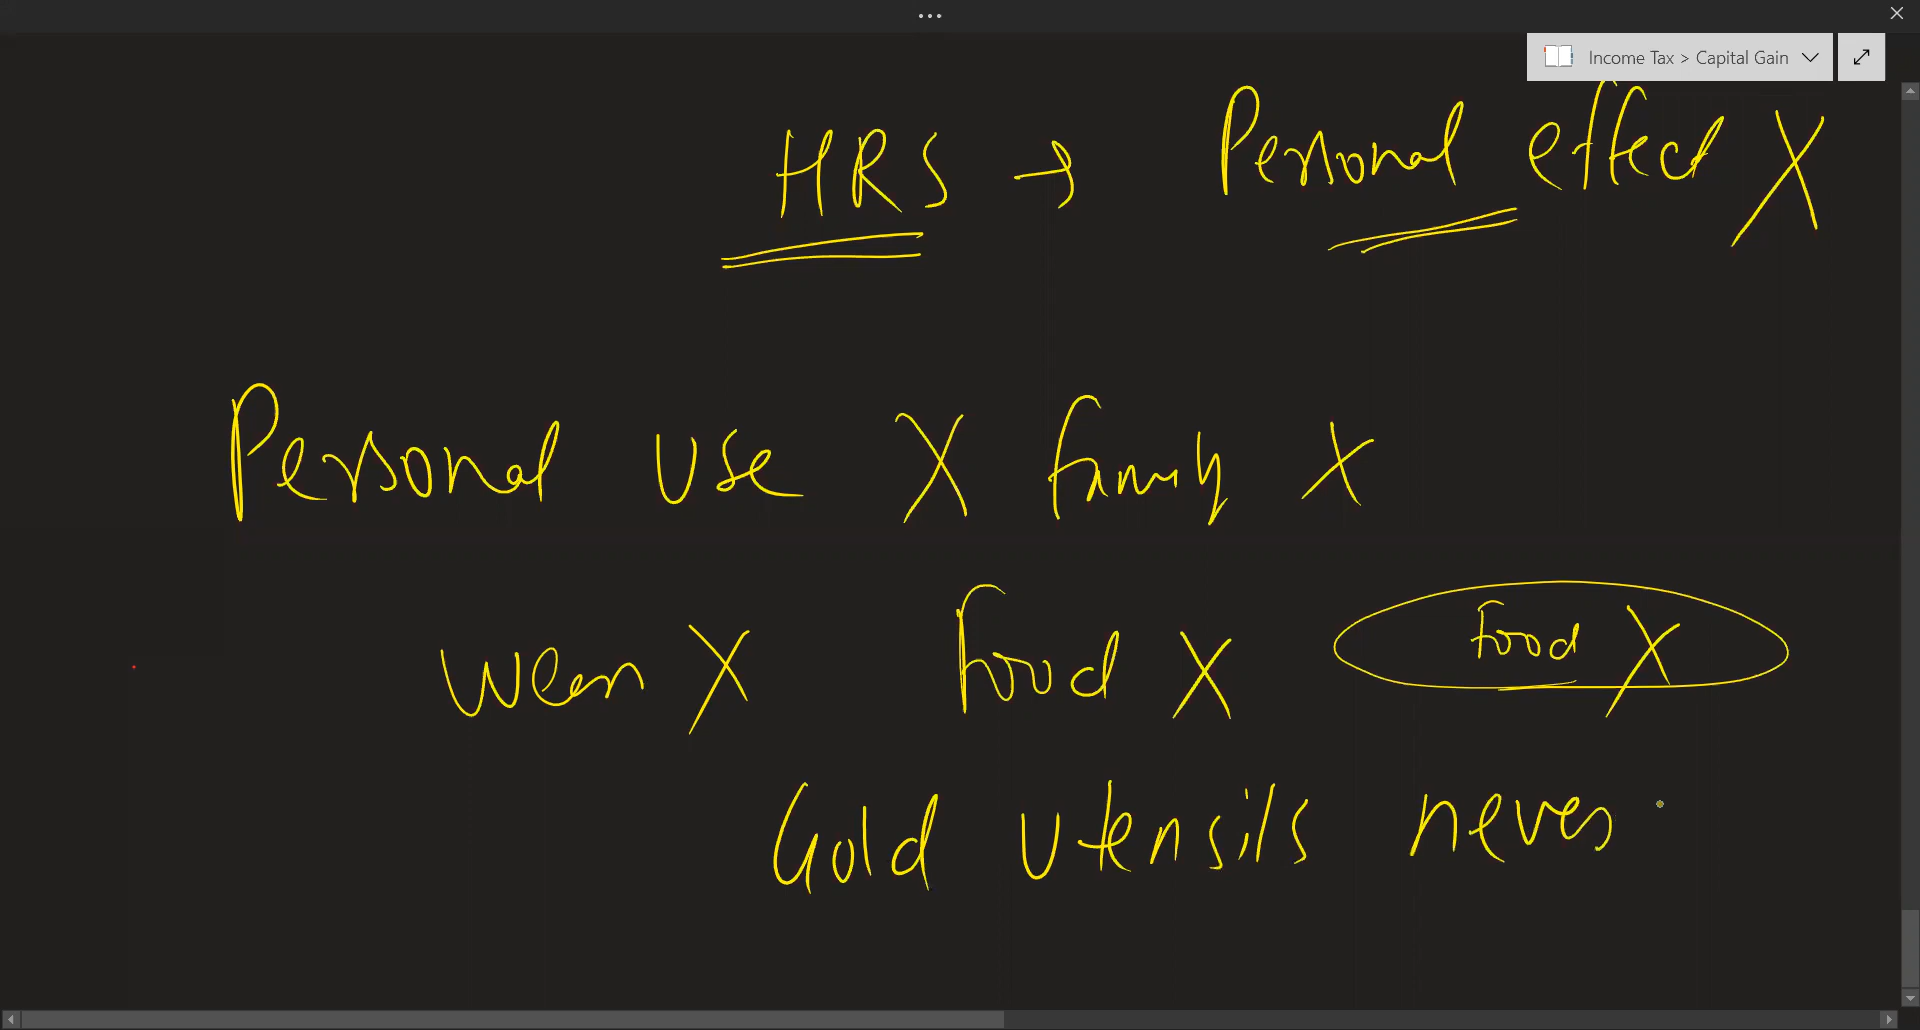 Income Tax > Capital Gain
HRS → Personal effect X
Personal Use X Family X
Wear X Food X Food X
Gold Utensils never